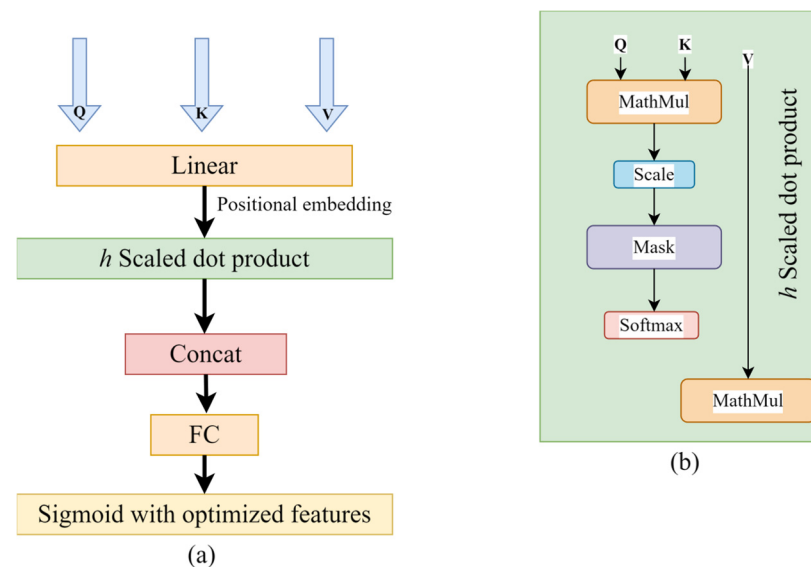 Q K V
Linear
Positional embedding
h Scaled dot product
Concat
FC
Sigmoid with optimized features
(a)
Q K V
MathMul
Scale
Mask
Softmax
MathMul
h Scaled dot product
(b)